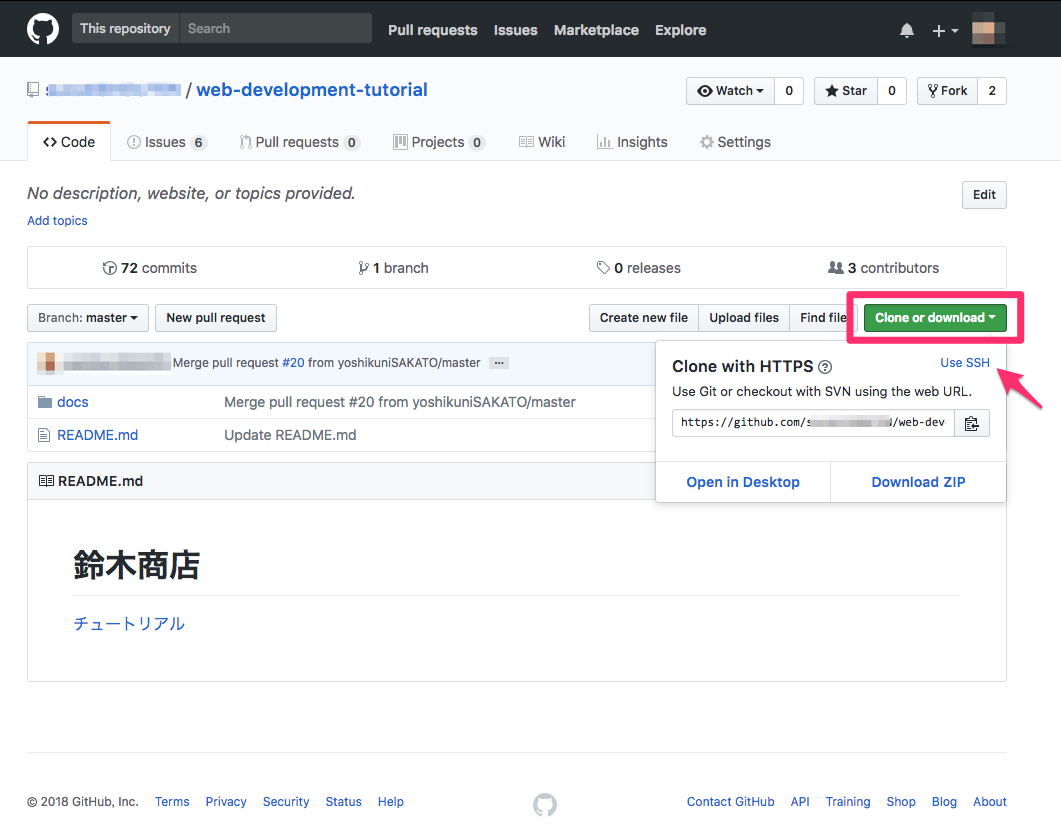 This repository Search Pull requests Issues Marketplace Explore
/ web-development-tutorial Watch 0 Star 0 Fork 2
Code Issues 6 Pull requests 0 Projects 0 Wiki Insights Settings
No description, website, or topics provided. Edit
Add topics
72 commits 1 branch 0 releases 3 contributors
Branch: master New pull request Create new file Upload files Find file Clone or download
Merge pull request #20 from yoshikuniSAKATO/master ...
docs Merge pull request #20 from yoshikuniSAKATO/master
README.md Update README.md
Clone with HTTPS ? Use SSH
Use Git or checkout with SVN using the web URL.
https://github.com/ /web-dev
Open in Desktop Download ZIP
README.md
鈴木商店
チュートリアル
© 2018 GitHub, Inc. Terms Privacy Security Status Help Contact GitHub API Training Shop Blog About